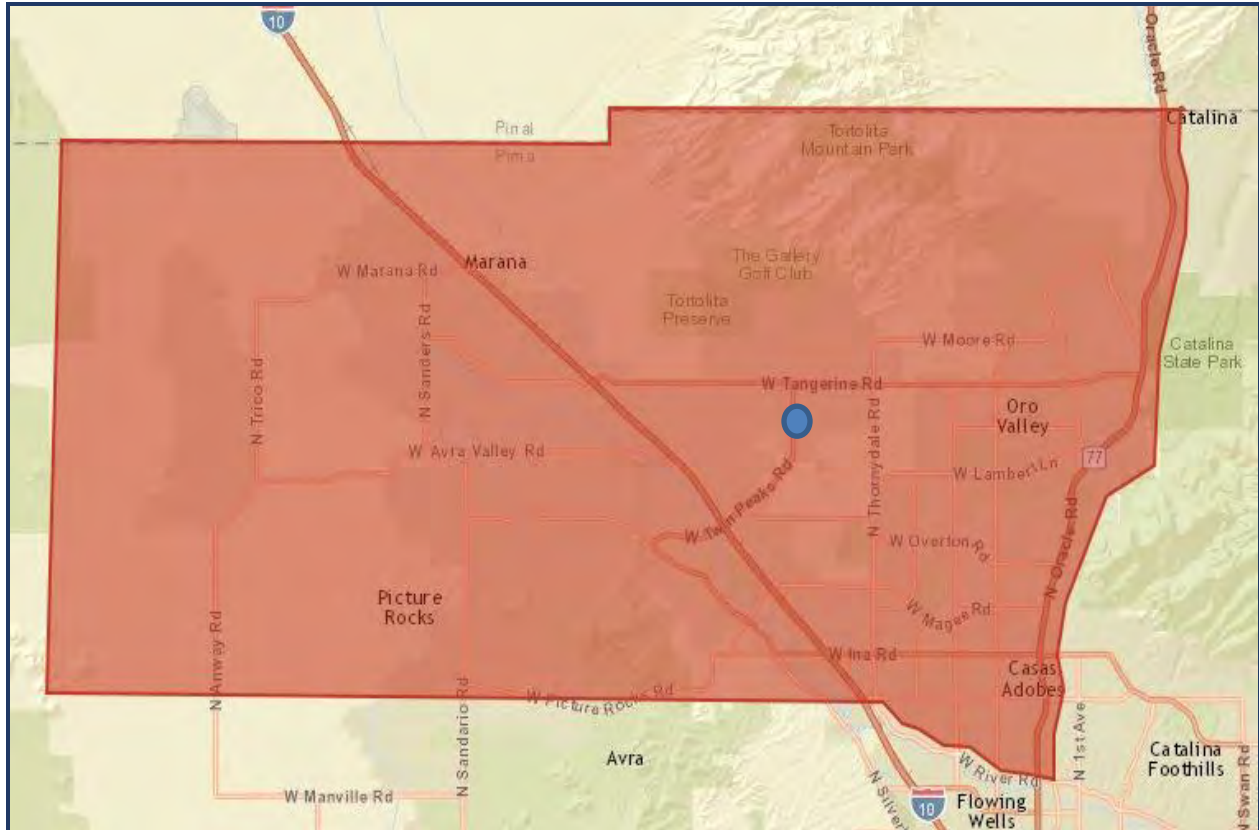 10
Oracle Rd
Catalina
Pinal
Pima
Tortolita
Mountain Park
W Marana Rd
Marana
The Gallery
Golf Club
Tortolita
Preserve
N Sanders Rd
N Trico Rd
W Moore Rd
Catalina
State Park
W Tangerine Rd
Oro
Valley
N Thornydale Rd
W Avra Valley Rd
77
W Lambert Ln
W Twin Peaks Rd
W Overton Rd
N Oracle Rd
Picture
Rocks
W Magee Rd
N Anway Rd
W Ina Rd
Casas
Adobes
W Picture Rocks Rd
N Sandario Rd
N 1st Ave
Avra
Catalina
Foothills
W River Rd
N Swan Rd
W Manville Rd
10
Flowing
Wells